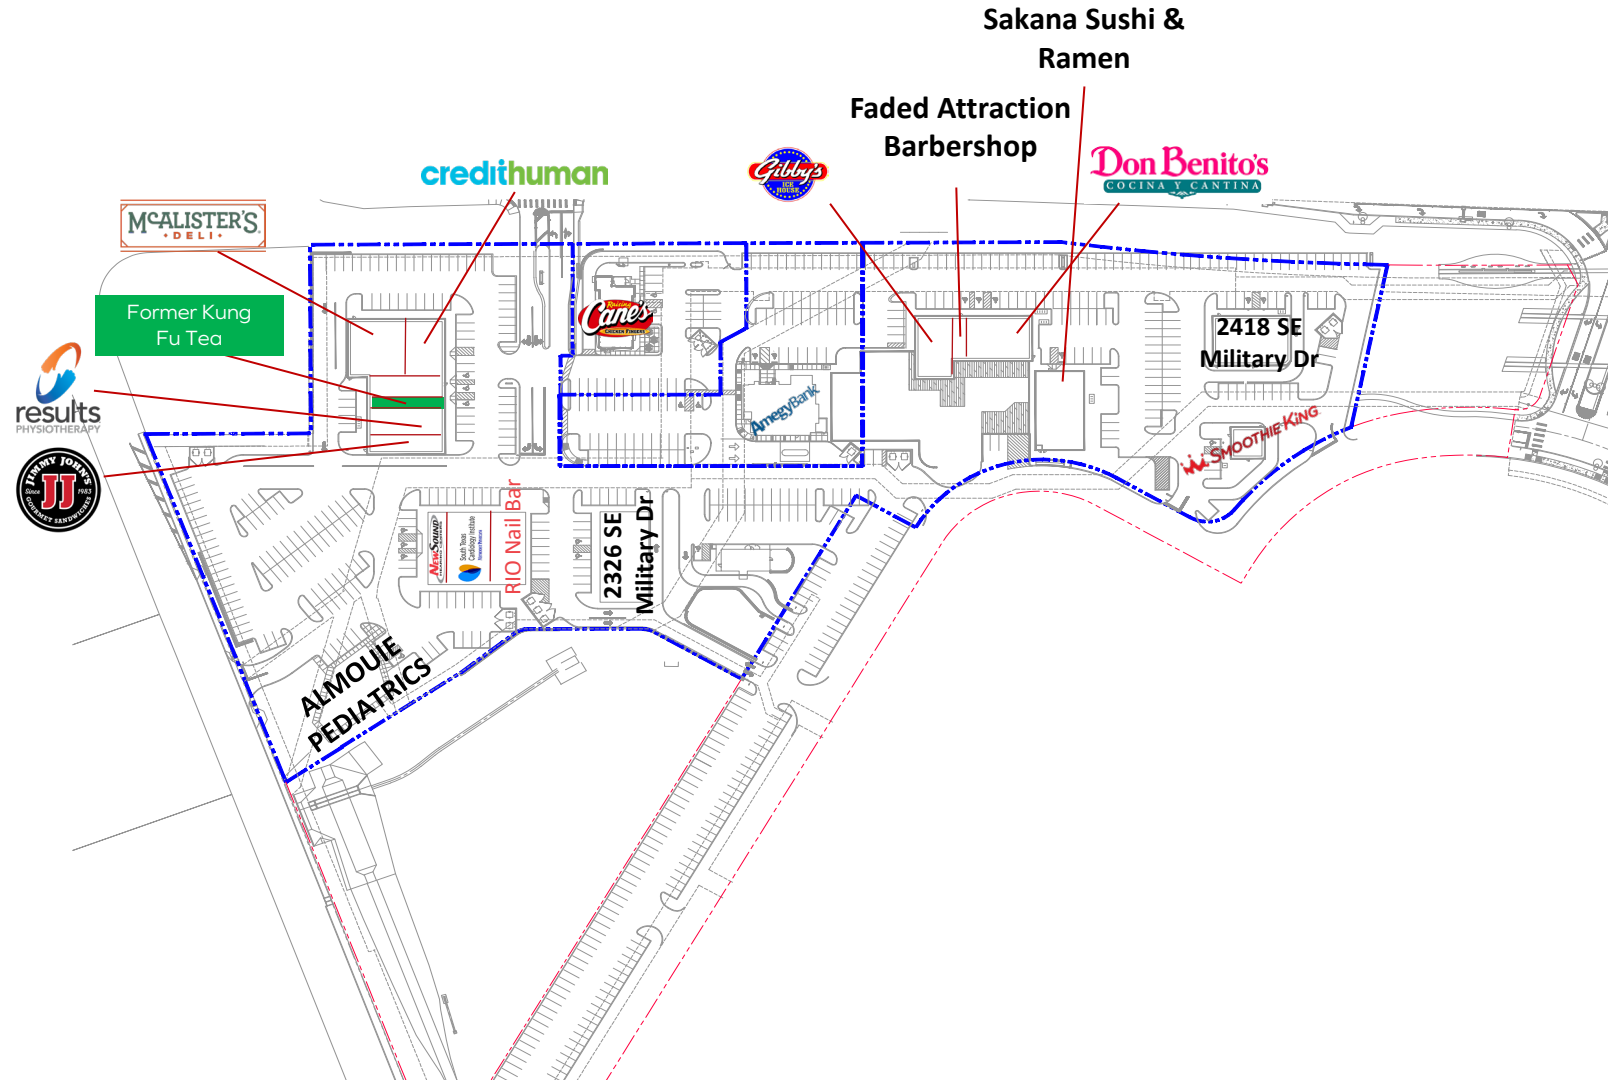 Sakana Sushi &
Ramen
Faded Attraction
Barbershop
Don Benito's
COCINA Y CANTINA
Gibby's
ICE
HOUSE
credithuman
McALISTER'S
DELI
Former Kung
Fu Tea
Raising
Cane's
CHICKEN FINGERS
2418 SE
Military Dr
results
PHYSIOTHERAPY
AmegyBank
SMOOTHIE KING
JIMMY JOHN'S
Since 1983
JJ
GOURMET SANDWICHES
NEWSOUND
South Texas
Cardiology Institute
RIO Nail Bar
2326 SE
Military Dr
ALMOUIE
PEDIATRICS